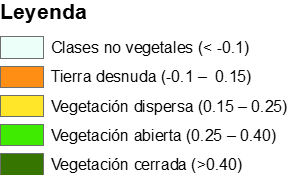 Leyenda
Clases no vegetales (< -0.1)
Tierra desnuda (-0.1 – 0.15)
Vegetación dispersa (0.15 – 0.25)
Vegetación abierta (0.25 – 0.40)
Vegetación cerrada (>0.40)